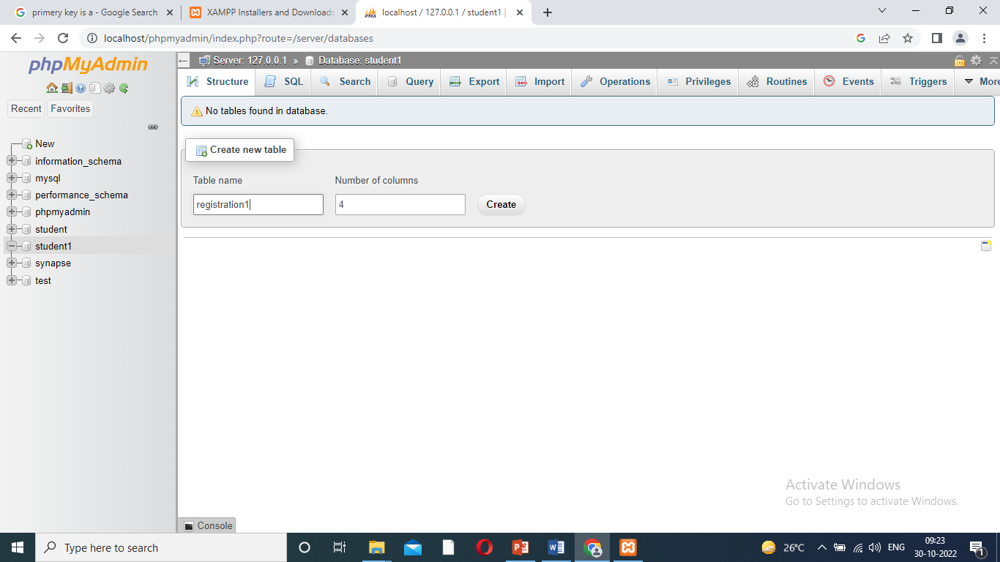 primery key is a - Google Search
XAMPP Installers and Downloads
localhost / 127.0.0.1 / student1 |
localhost/phpmyadmin/index.php?route=/server/databases
phpMyAdmin
Recent Favorites
New
information_schema
mysql
performance_schema
phpmyadmin
student
student1
synapse
test
Server: 127.0.0.1 » Database: student1
Structure SQL Search Query Export Import Operations Privileges Routines Events Triggers More
No tables found in database.
Create new table
Table name Number of columns
registration1 4 Create
Activate Windows
Go to Settings to activate Windows.
Console
Type here to search
26°C
ENG
09:23
30-10-2022
1